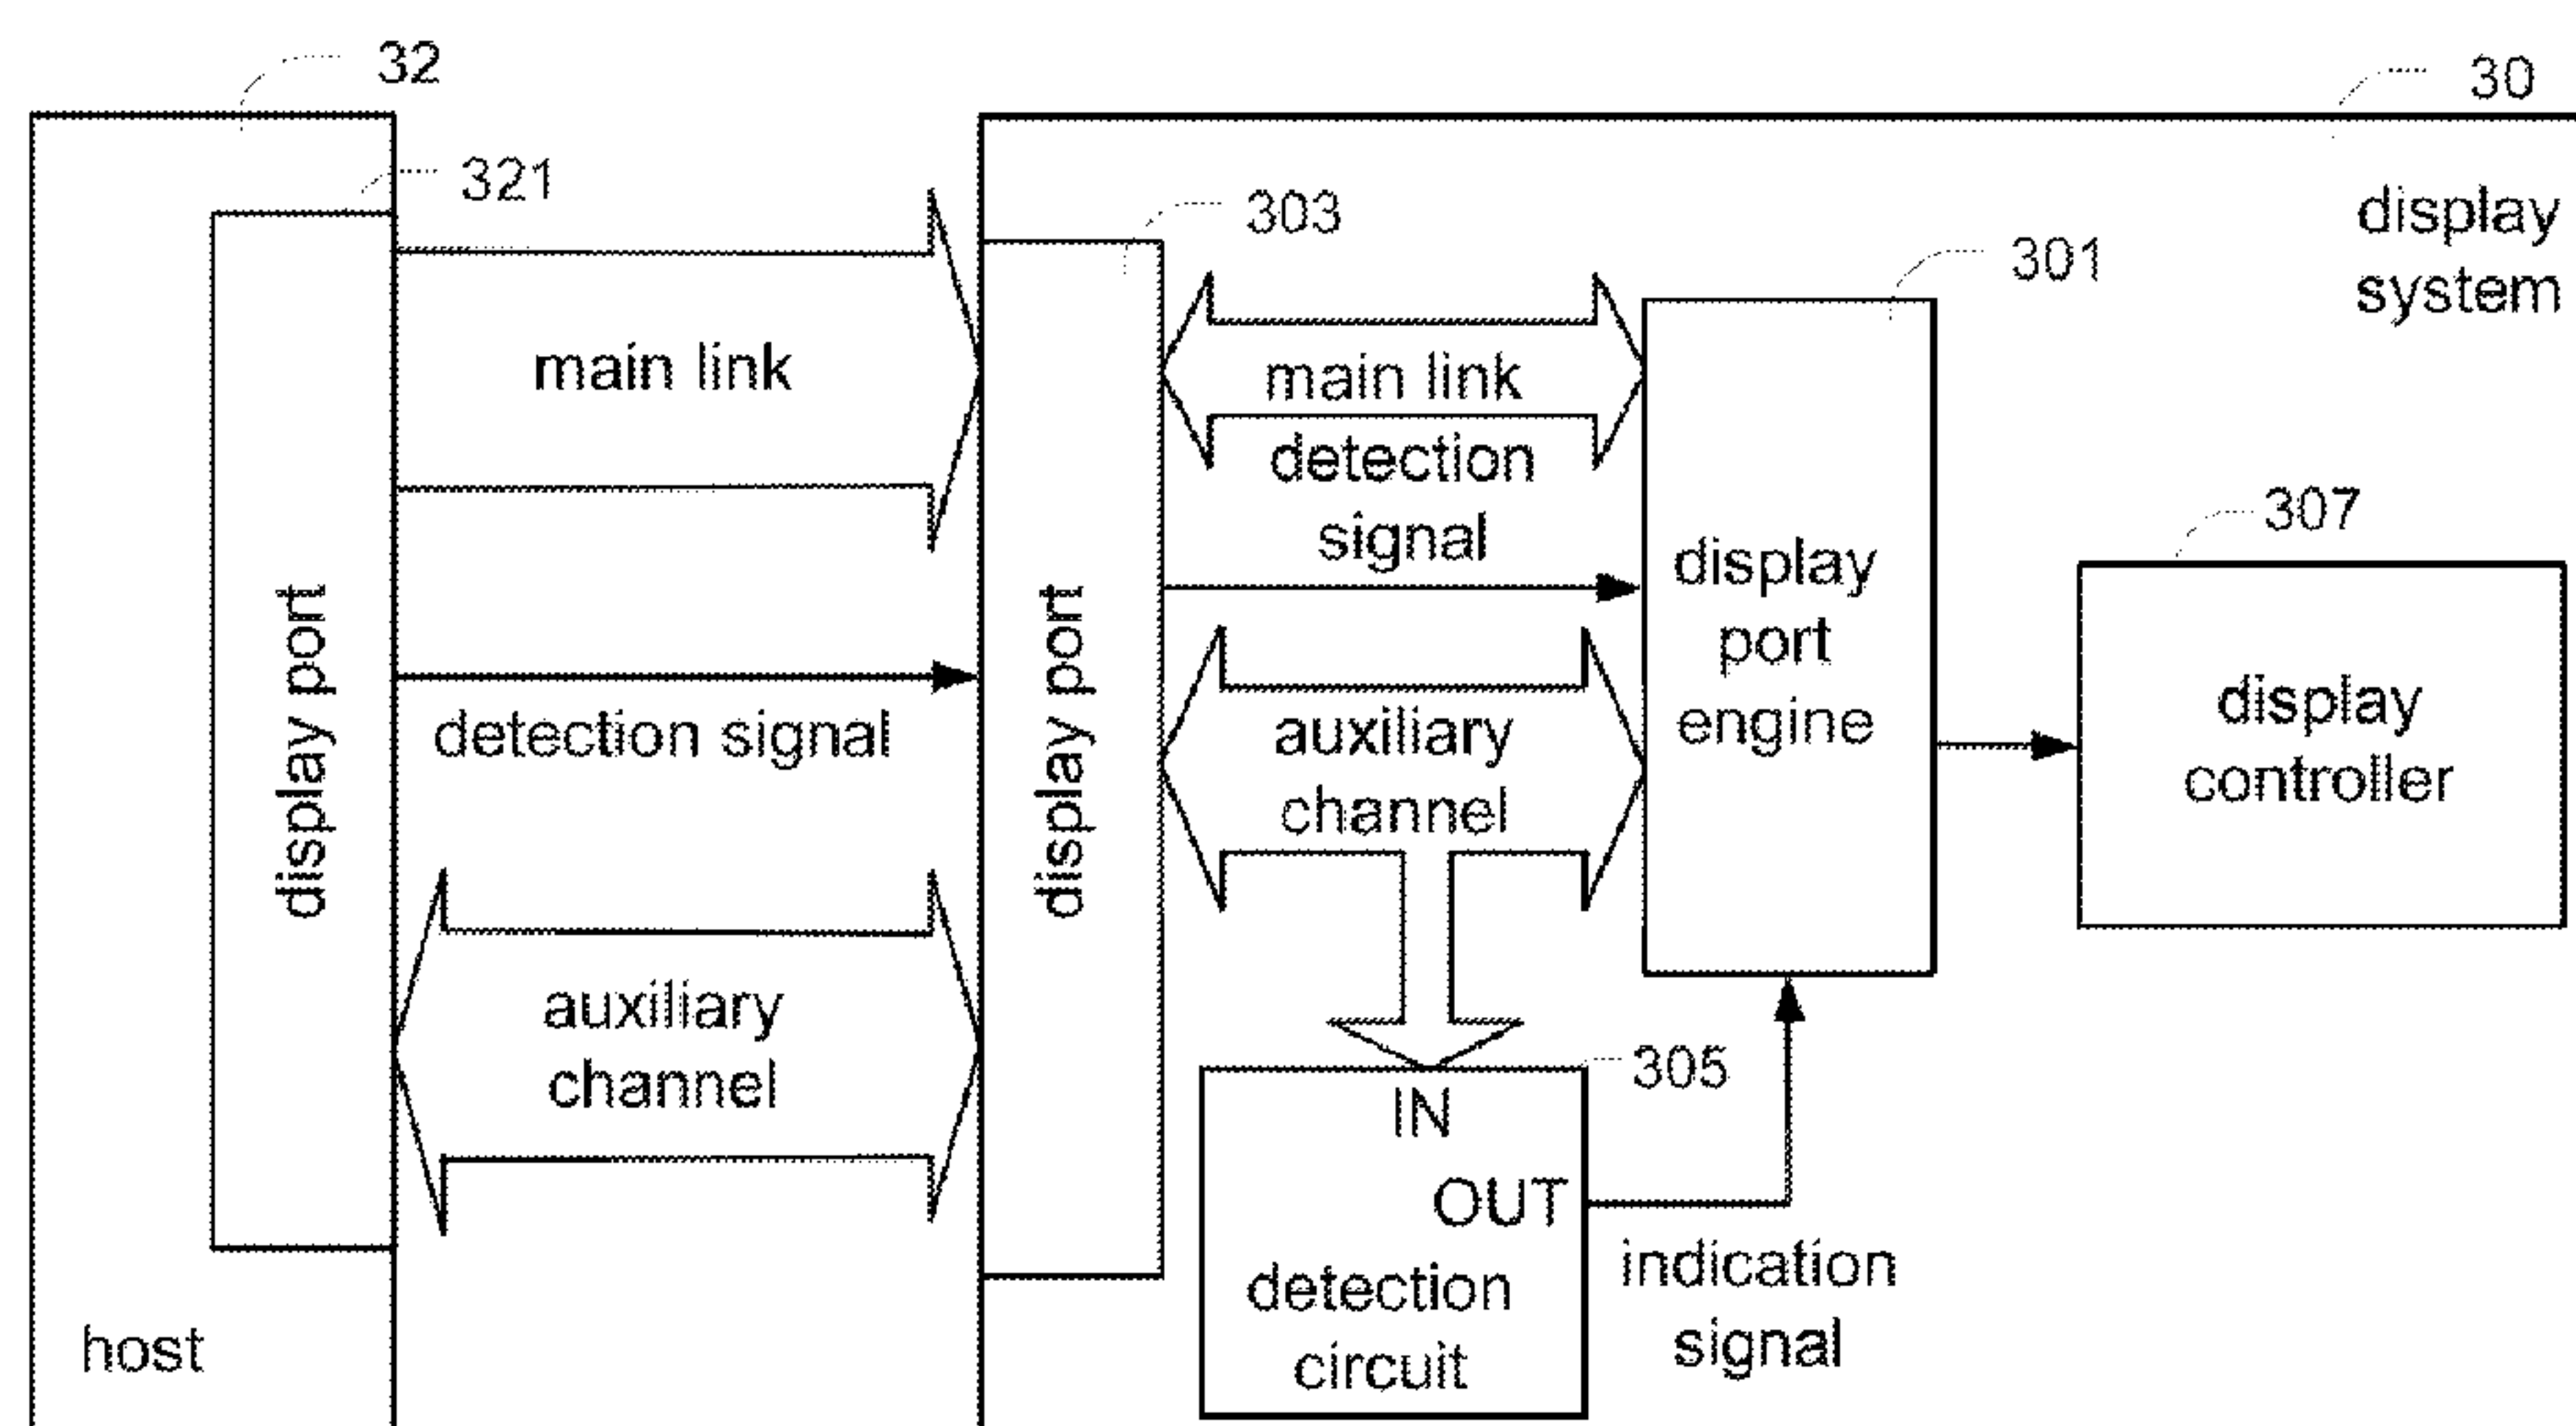 32
30
321
303
301
display
system
main link
main link
detection
signal
307
display
port
engine
display port
display port
detection signal
auxiliary
channel
display
controller
auxiliary
channel
305
IN
OUT
detection
circuit
indication
signal
host